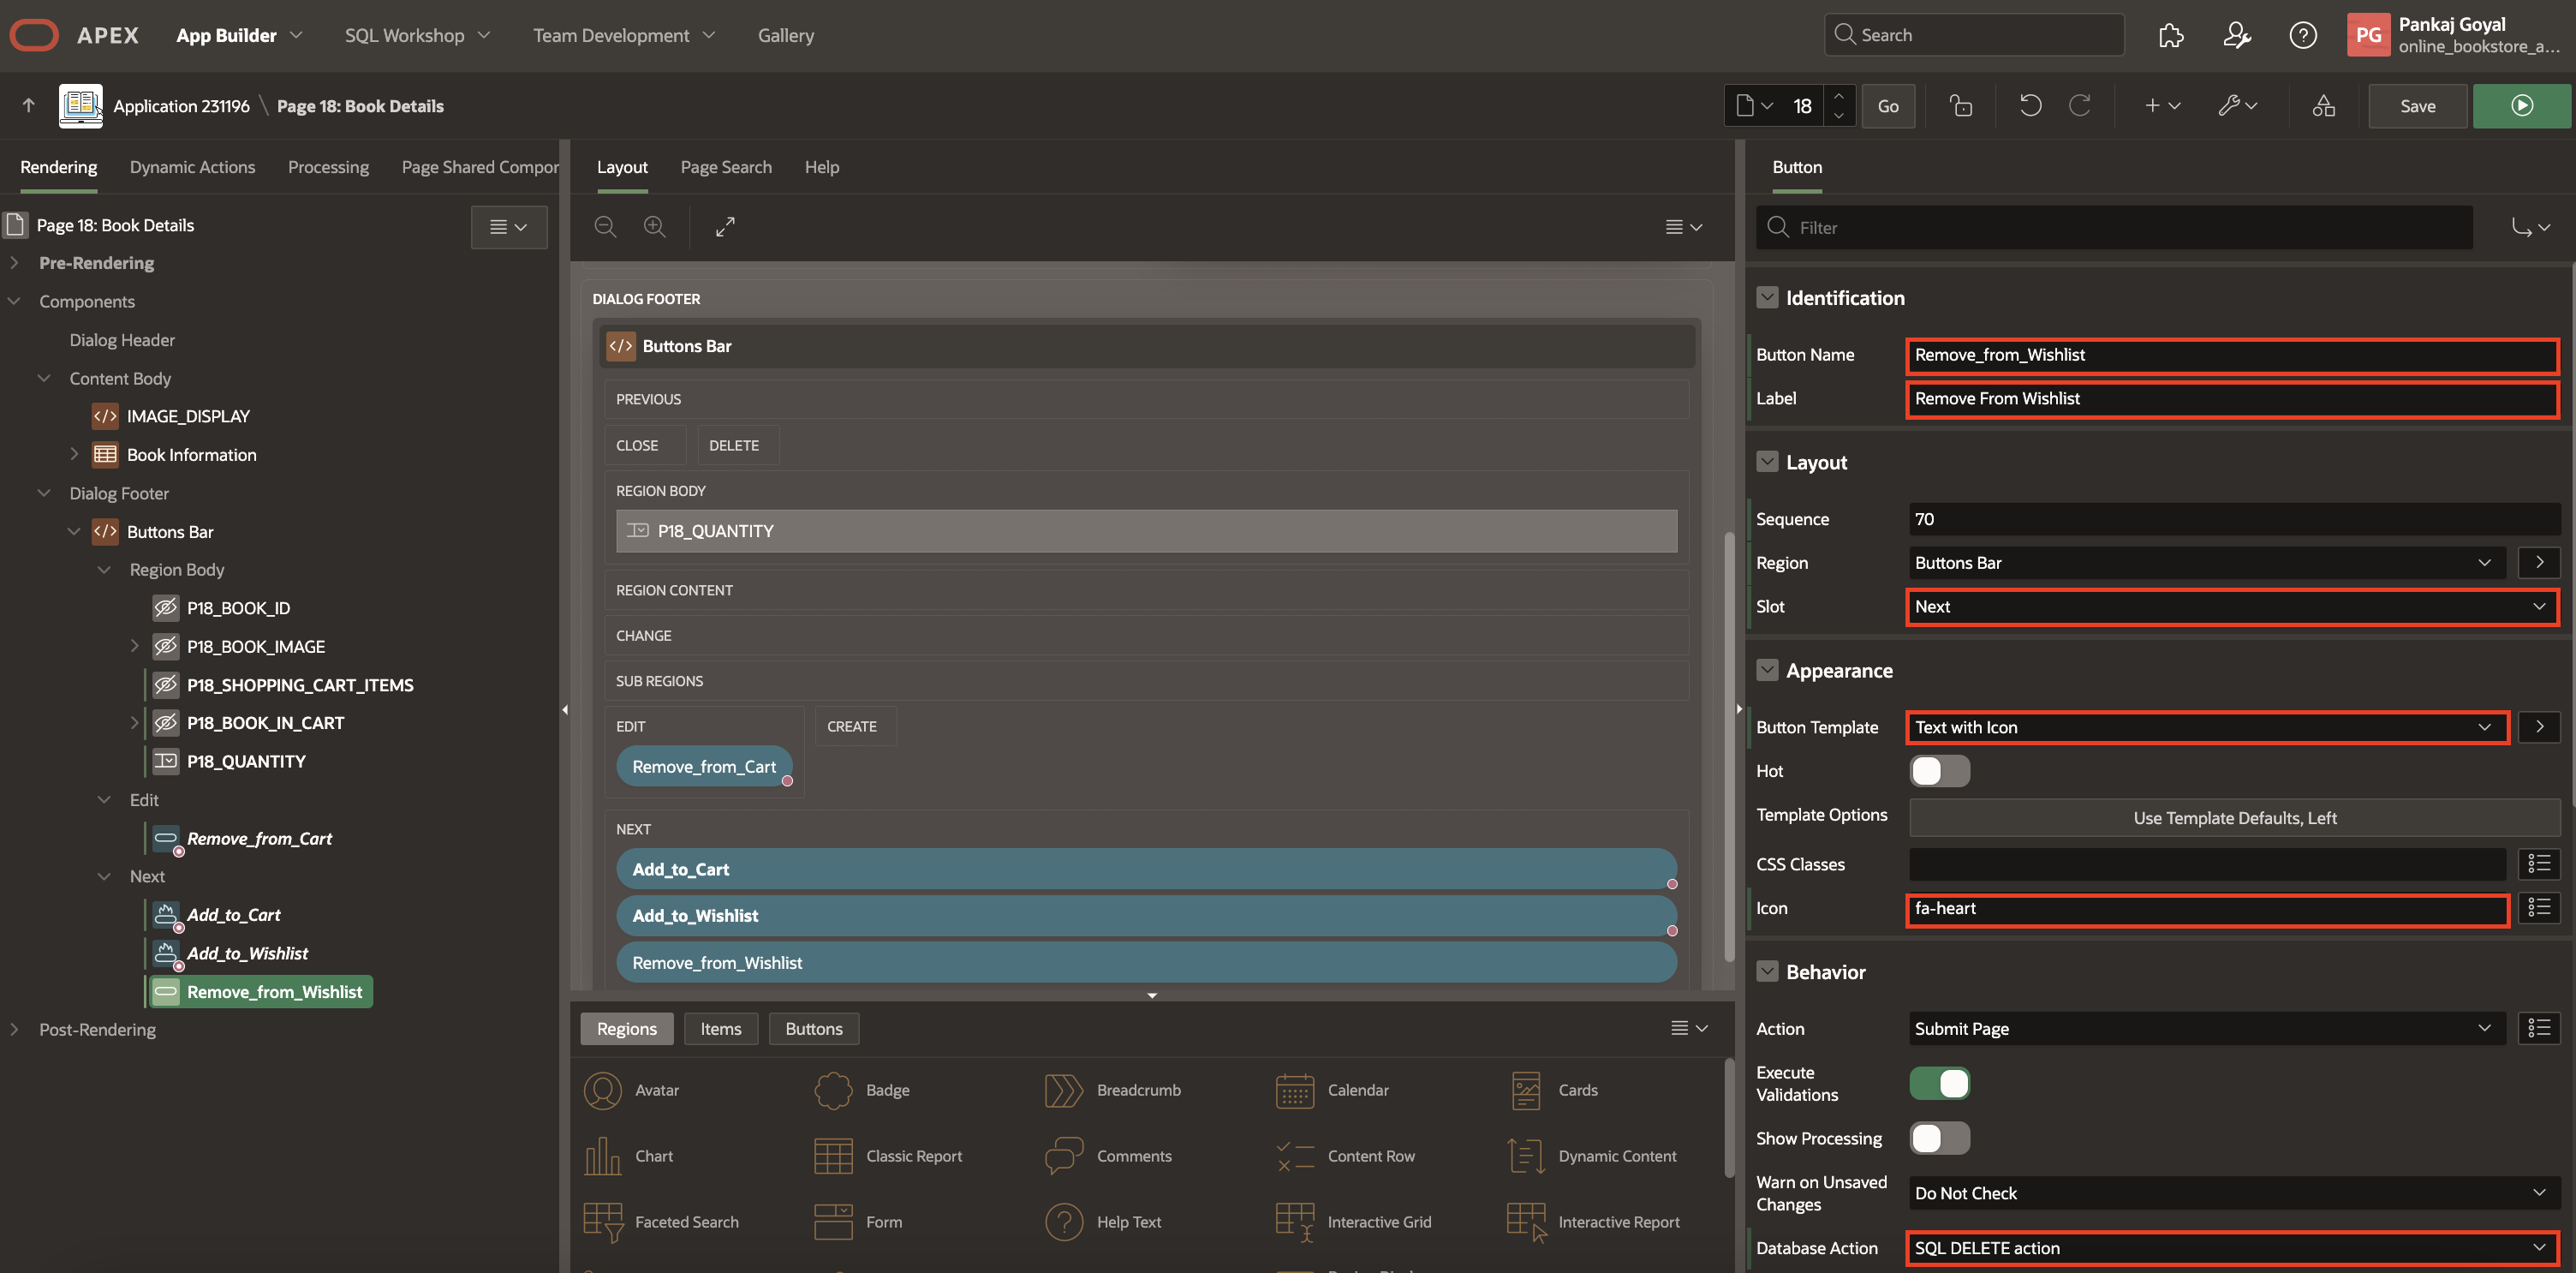 APEX
App Builder
SQL Workshop
Team Development
Gallery
Search
PG
Pankaj Goyal
online_bookstore_a...
Application 231196 \ Page 18: Book Details
18
Go
Save
Rendering
Dynamic Actions
Processing
Page Shared Compor
Page 18: Book Details
Pre-Rendering
Components
Dialog Header
Content Body
IMAGE_DISPLAY
Book Information
Dialog Footer
Buttons Bar
Region Body
P18_BOOK_ID
P18_BOOK_IMAGE
P18_SHOPPING_CART_ITEMS
P18_BOOK_IN_CART
P18_QUANTITY
Edit
Remove_from_Cart
Next
Add_to_Cart
Add_to_Wishlist
Remove_from_Wishlist
Post-Rendering
Layout
Page Search
Help
DIALOG FOOTER
Buttons Bar
PREVIOUS
CLOSE
DELETE
REGION BODY
P18_QUANTITY
REGION CONTENT
CHANGE
SUB REGIONS
EDIT
CREATE
Remove_from_Cart
NEXT
Add_to_Cart
Add_to_Wishlist
Remove_from_Wishlist
Regions
Items
Buttons
Avatar
Badge
Breadcrumb
Calendar
Cards
Chart
Classic Report
Comments
Content Row
Dynamic Content
Faceted Search
Form
Help Text
Interactive Grid
Interactive Report
Button
Filter
Identification
Button Name
Remove_from_Wishlist
Label
Remove From Wishlist
Layout
Sequence
70
Region
Buttons Bar
Slot
Next
Appearance
Button Template
Text with Icon
Hot
Template Options
Use Template Defaults, Left
CSS Classes
Icon
fa-heart
Behavior
Action
Submit Page
Execute
Validations
Show Processing
Warn on Unsaved
Changes
Do Not Check
Database Action
SQL DELETE action